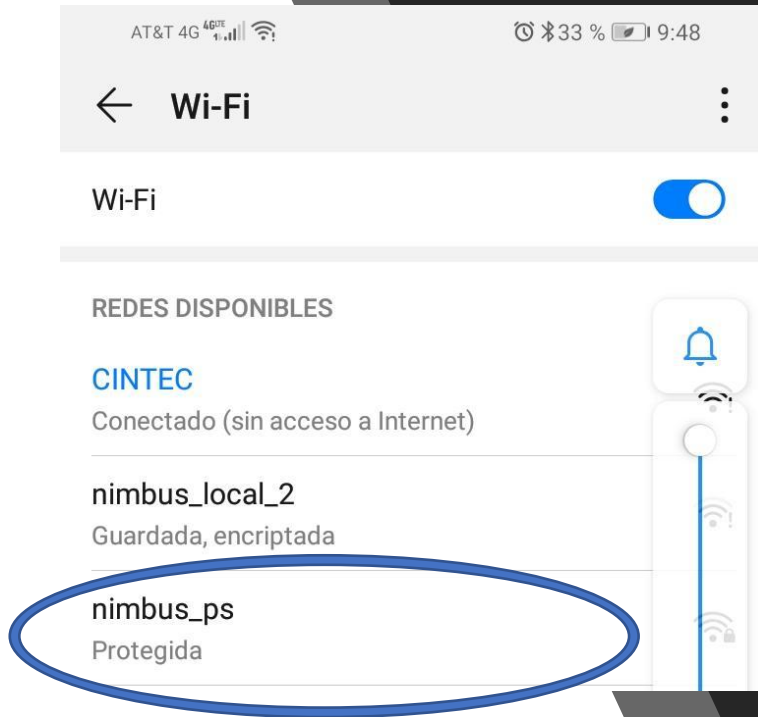 AT&T 4G 4GLTE 33 % 9:48
Wi-Fi
Wi-Fi
REDES DISPONIBLES
CINTEC
Conectado (sin acceso a Internet)
nimbus_local_2
Guardada, encriptada
nimbus_ps
Protegida